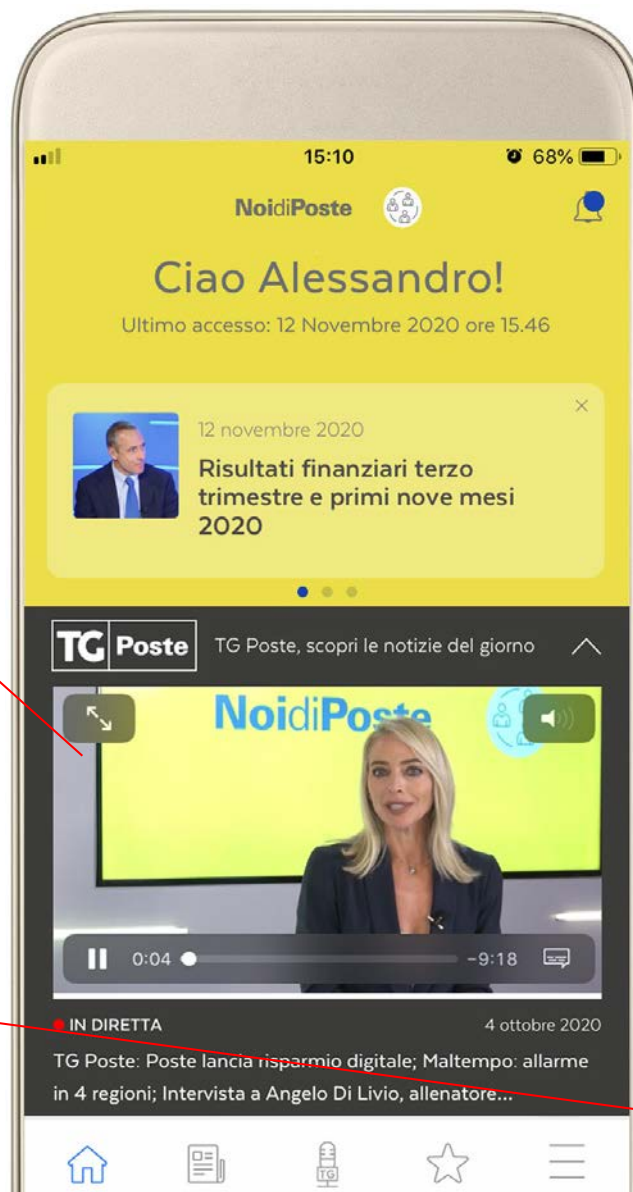 15:10
68%
NoidiPoste
Ciao Alessandro!
Ultimo accesso: 12 Novembre 2020 ore 15.46
12 novembre 2020
Risultati finanziari terzo
trimestre e primi nove mesi
2020
TG Poste
TG Poste, scopri le notizie del giorno
NoidiPoste
0:04
-9:18
IN DIRETTA
4 ottobre 2020
TG Poste: Poste lancia risparmio digitale; Maltempo: allarme
in 4 regioni; Intervista a Angelo Di Livio, allenatore...
TG